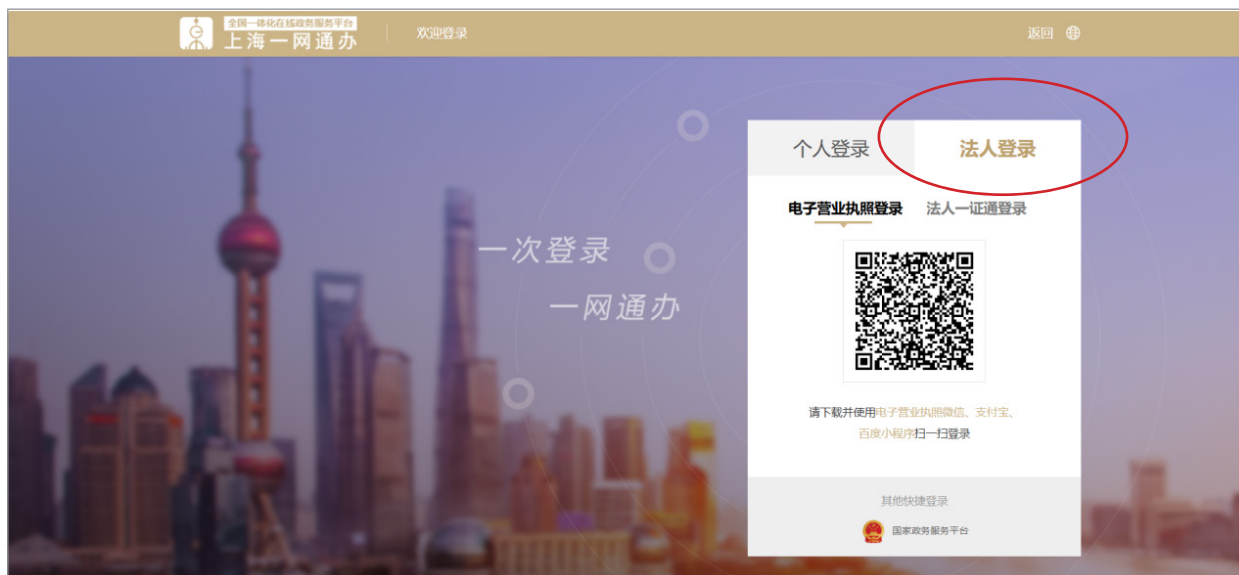 全国一体化在线政务服务平台
上海一网通办
欢迎登录
返回
个人登录
法人登录
电子营业执照登录
法人一证通登录
一次登录
一网通办
请下载并使用电子营业执照微信、支付宝、
百度小程序扫一扫登录
其他快捷登录
国家政务服务平台